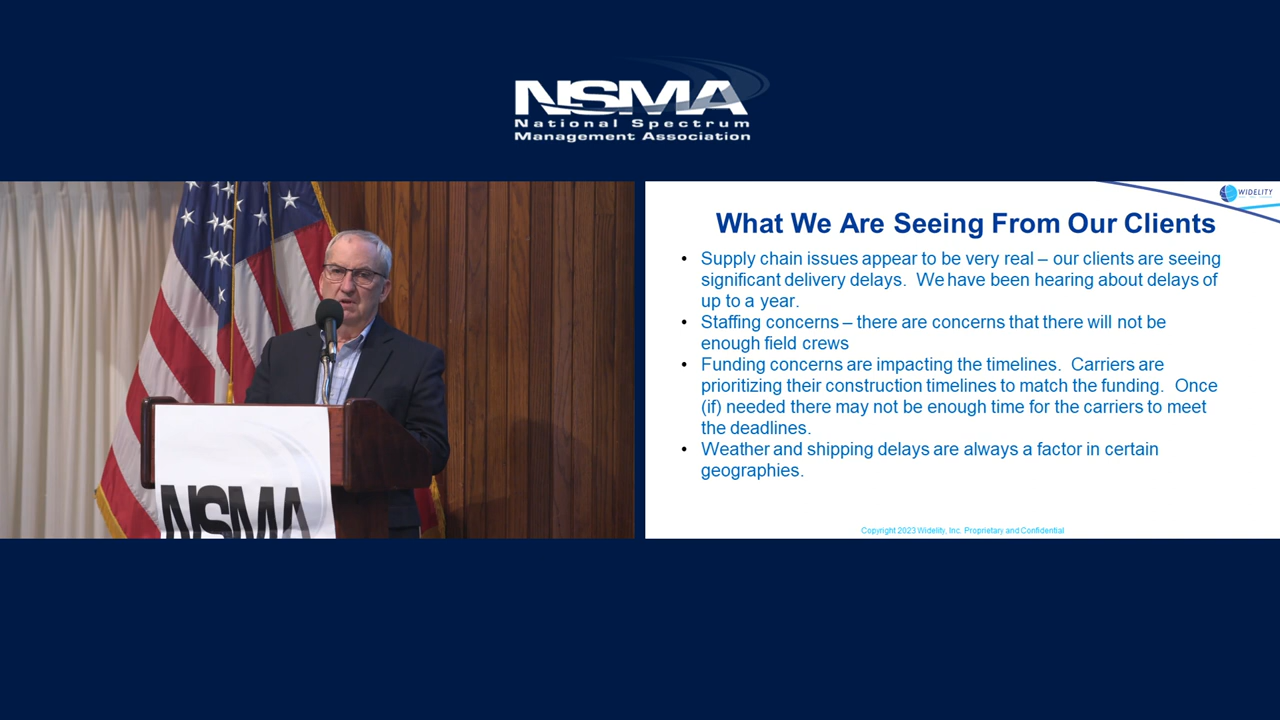 NSMA
National Spectrum
Management Association
NSMA
WIDELITY
What We Are Seeing From Our Clients
• Supply chain issues appear to be very real – our clients are seeing
significant delivery delays.  We have been hearing about delays of
up to a year.
• Staffing concerns – there are concerns that there will not be
enough field crews
• Funding concerns are impacting the timelines.  Carriers are
prioritizing their construction timelines to match the funding.  Once
(if) needed there may not be enough time for the carriers to meet
the deadlines.
• Weather and shipping delays are always a factor in certain
geographies.
Copyright 2023 Widelity, Inc. Proprietary and Confidential